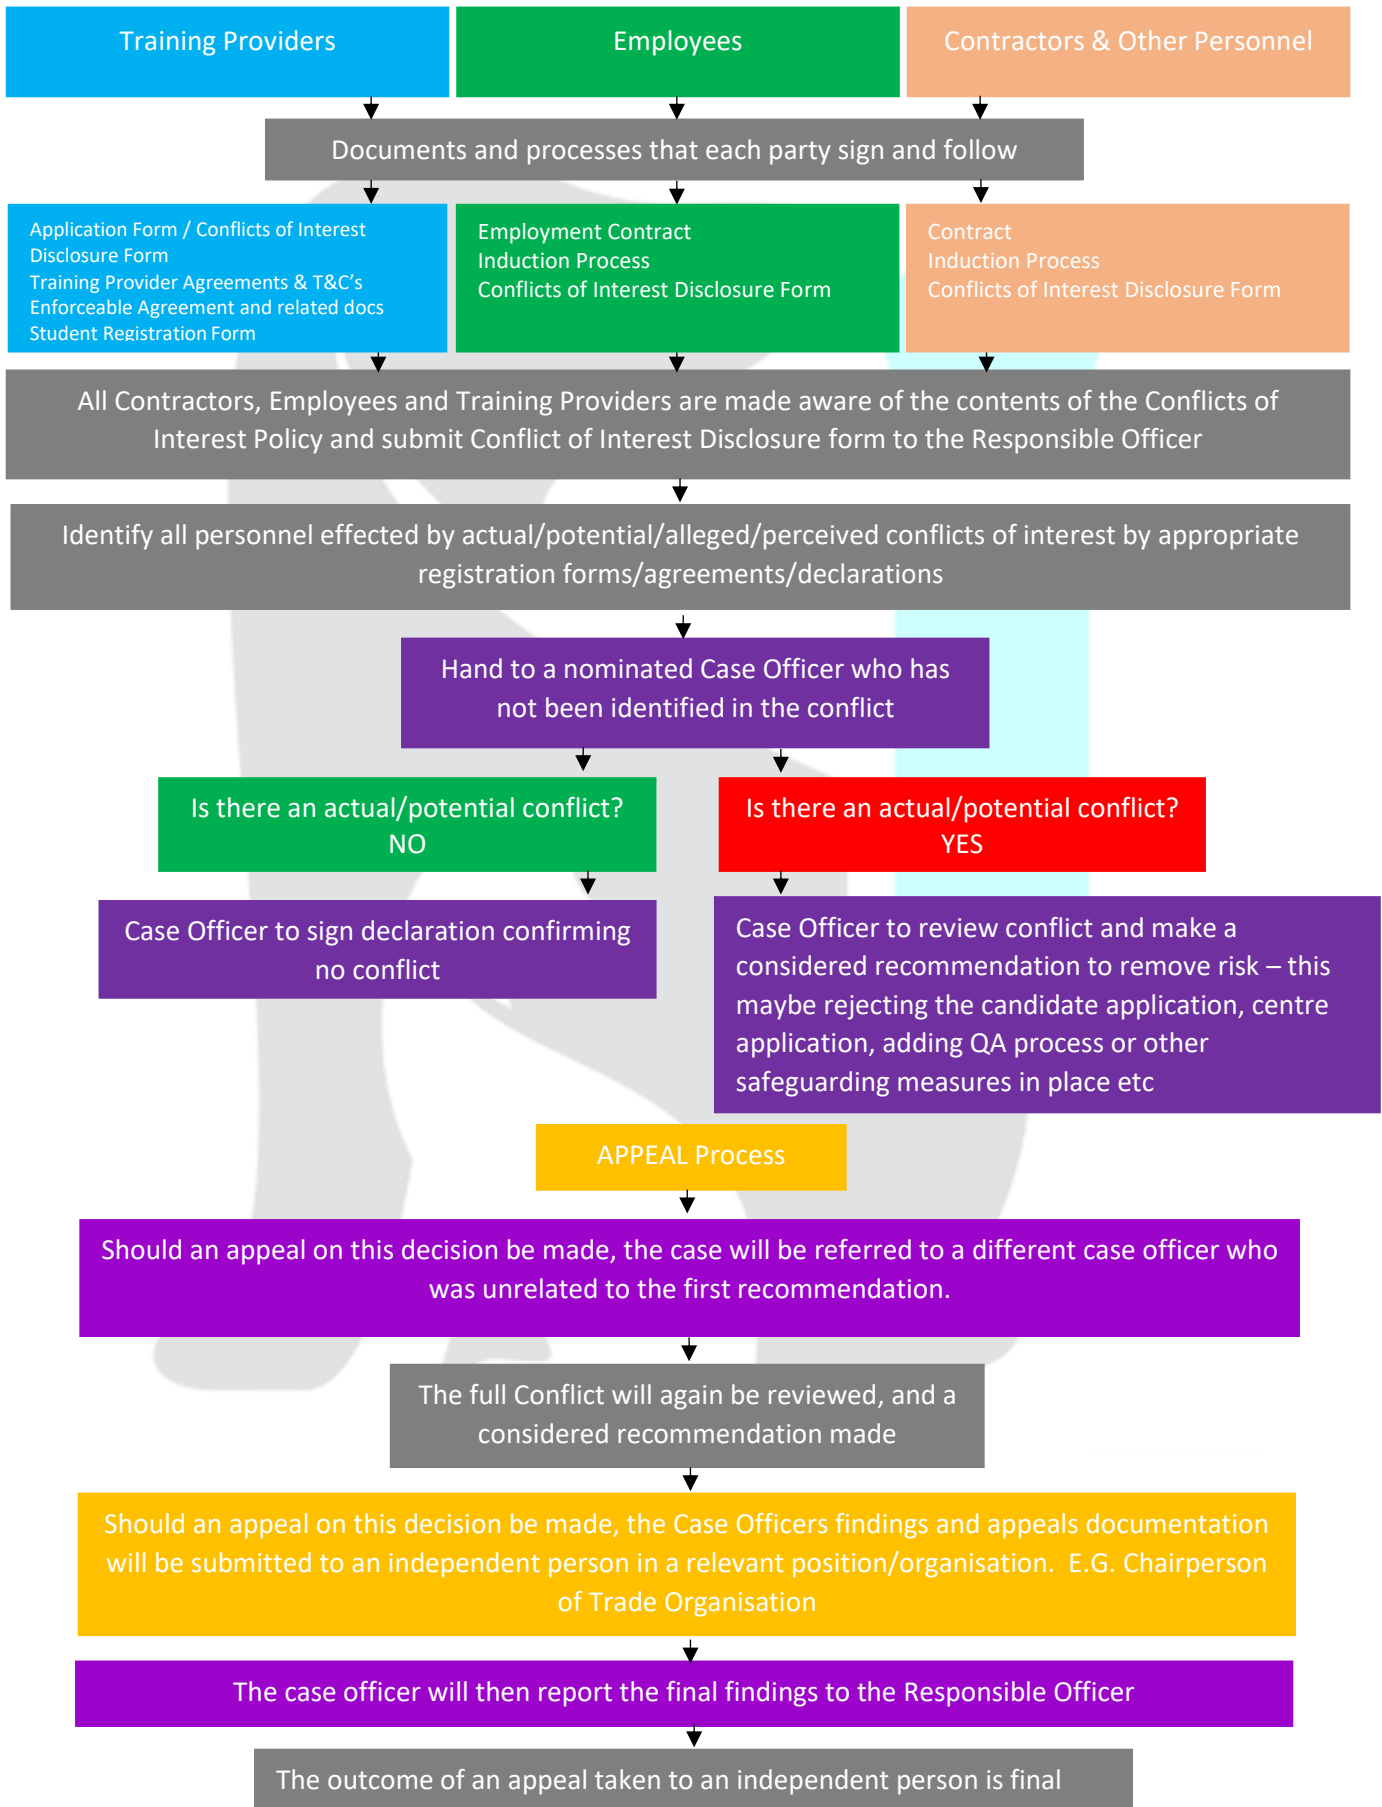 Training Providers
Employees
Contractors & Other Personnel
Documents and processes that each party sign and follow
Application Form / Conflicts of Interest
Disclosure Form
Training Provider Agreements & T&C’s
Enforceable Agreement and related docs
Student Registration Form
Employment Contract
Induction Process
Conflicts of Interest Disclosure Form
Contract
Induction Process
Conflicts of Interest Disclosure Form
All Contractors, Employees and Training Providers are made aware of the contents of the Conflicts of
Interest Policy and submit Conflict of Interest Disclosure form to the Responsible Officer
Identify all personnel effected by actual/potential/alleged/perceived conflicts of interest by appropriate
registration forms/agreements/declarations
Hand to a nominated Case Officer who has
not been identified in the conflict
Is there an actual/potential conflict?
NO
Is there an actual/potential conflict?
YES
Case Officer to sign declaration confirming
no conflict
Case Officer to review conflict and make a
considered recommendation to remove risk – this
maybe rejecting the candidate application, centre
application, adding QA process or other
safeguarding measures in place etc
APPEAL Process
Should an appeal on this decision be made, the case will be referred to a different case officer who
was unrelated to the first recommendation.
The full Conflict will again be reviewed, and a
considered recommendation made
Should an appeal on this decision be made, the Case Officers findings and appeals documentation
will be submitted to an independent person in a relevant position/organisation.  E.G. Chairperson
of Trade Organisation
The case officer will then report the final findings to the Responsible Officer
The outcome of an appeal taken to an independent person is final